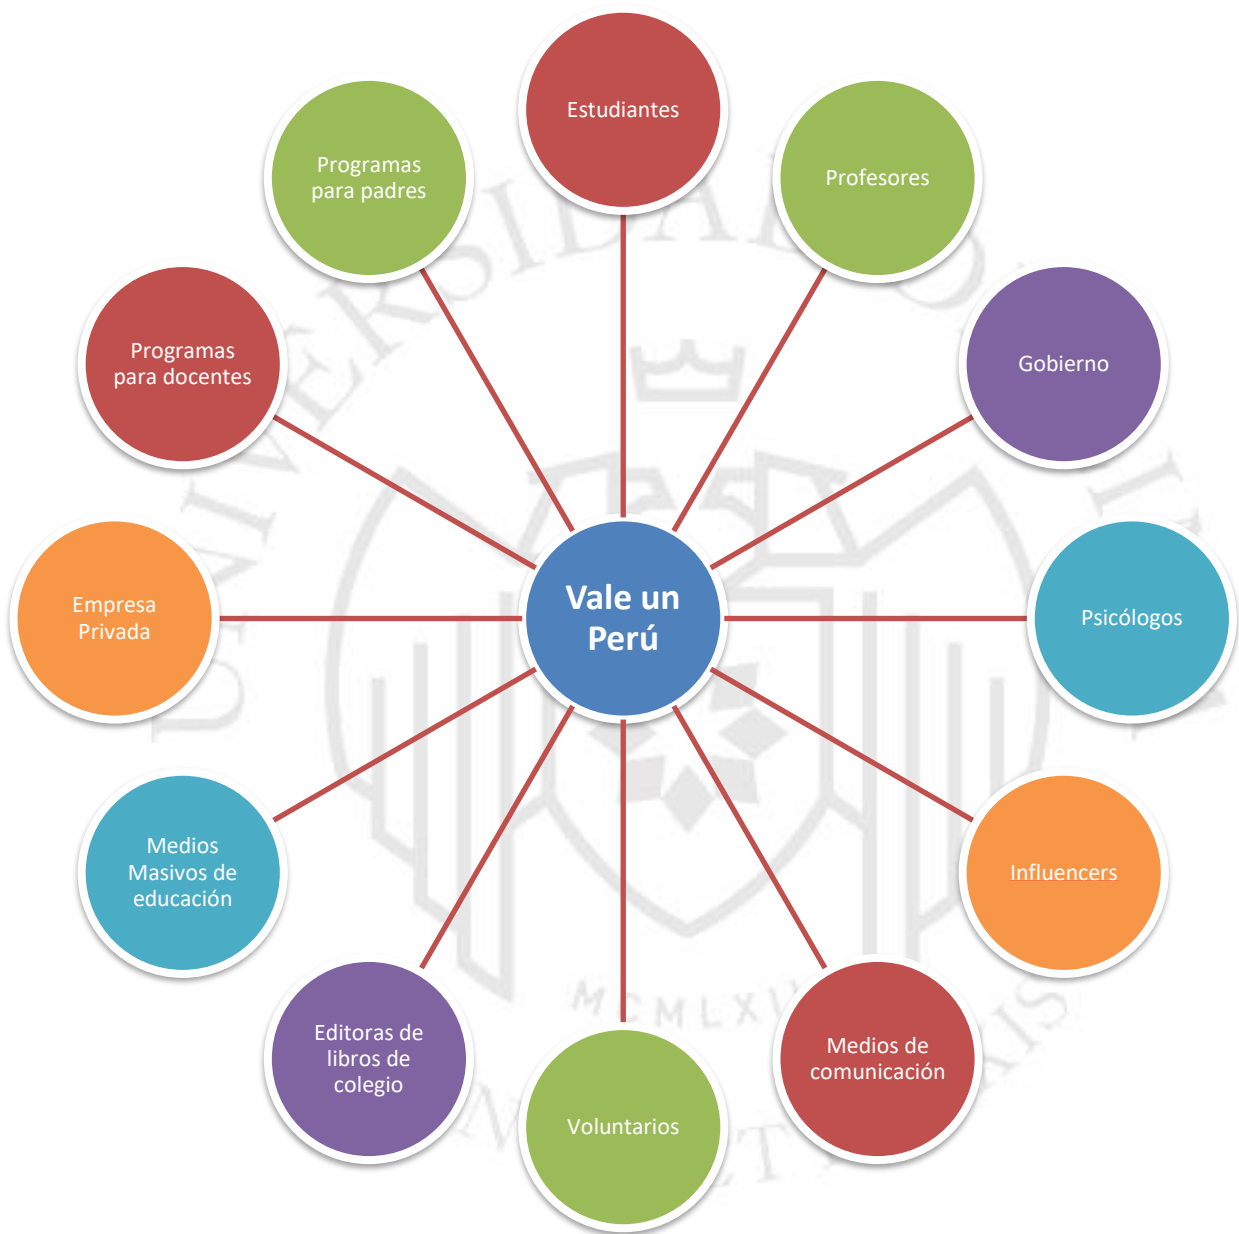 Estudiantes
Profesores
Gobierno
Psicólogos
Influencers
Medios de
comunicación
Voluntarios
Editoras de
libros de
colegio
Medios
Masivos de
educación
Empresa
Privada
Programas
para docentes
Programas
para padres
Vale un
Perú